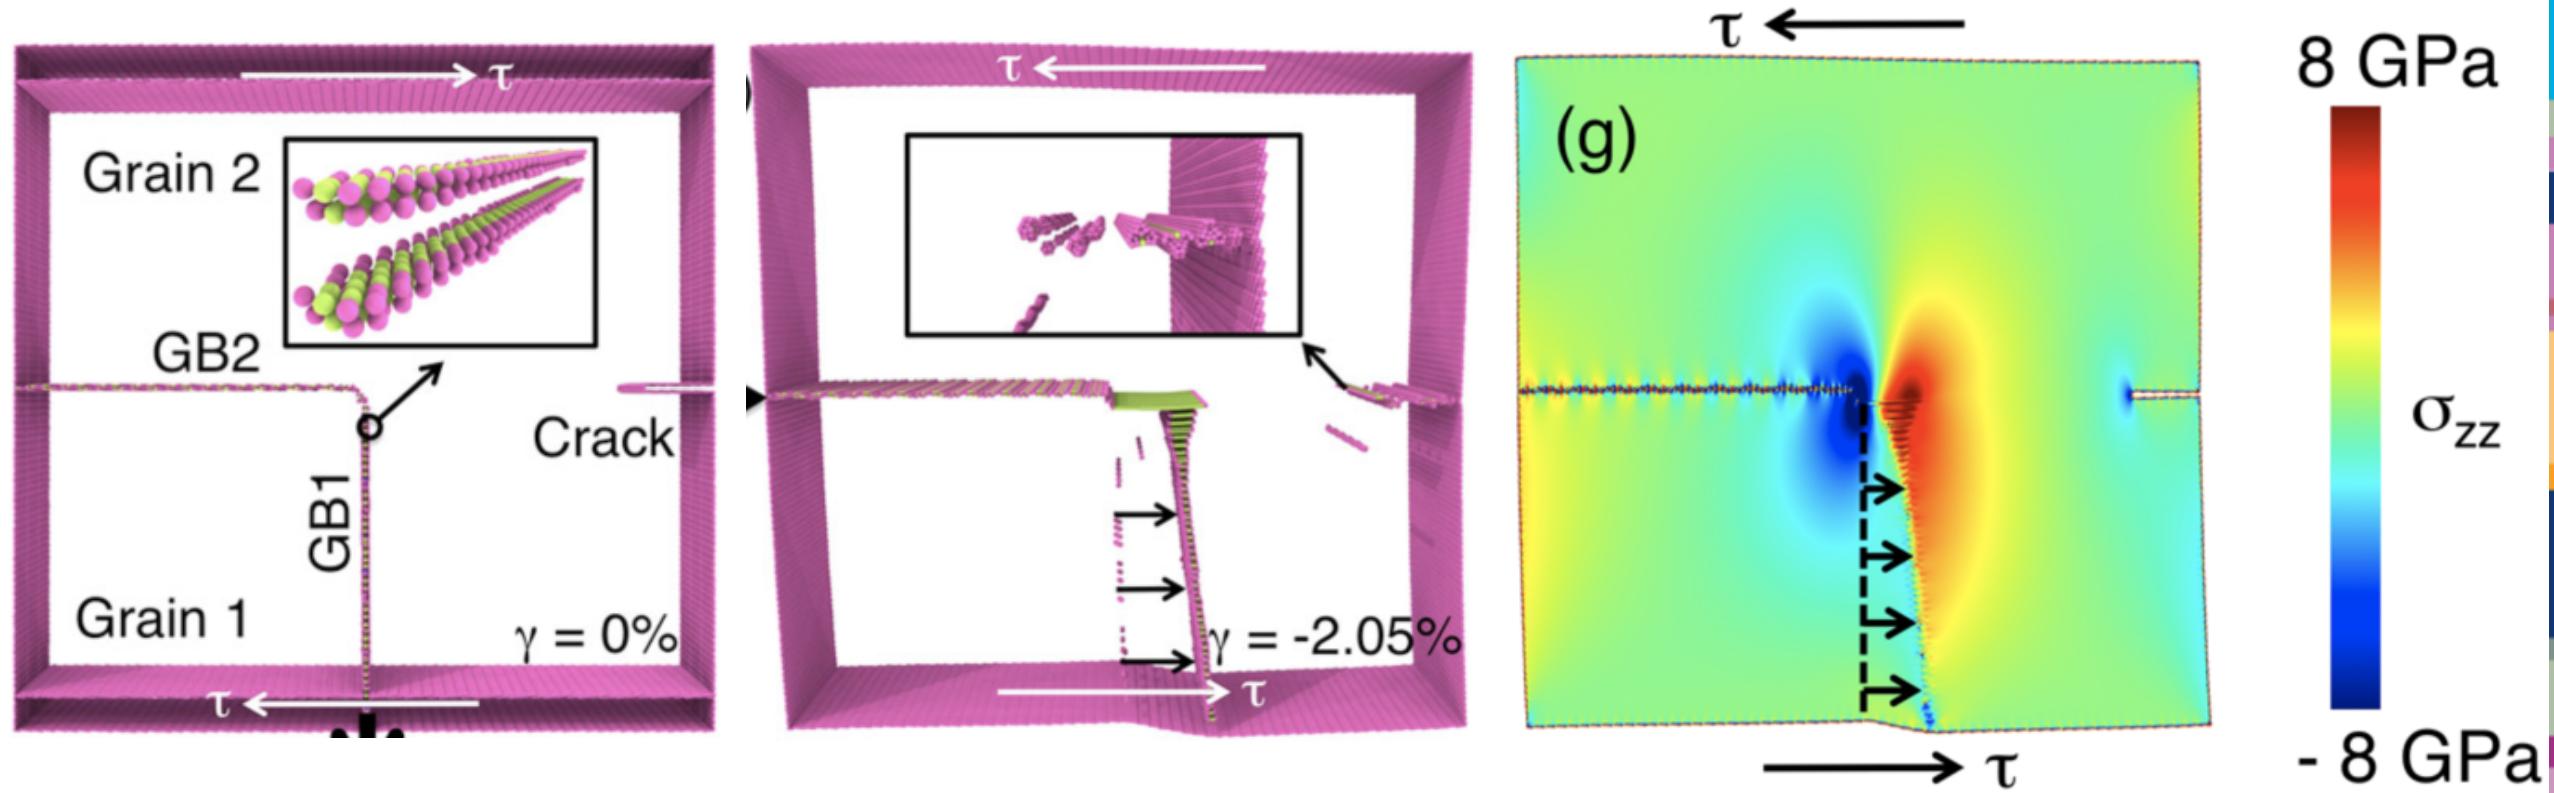 τ
Grain 2
GB2
Crack
GB1
Grain 1
γ = 0%
τ
τ
γ = -2.05%
τ
τ
(g)
τ
8 GPa
σzz
- 8 GPa